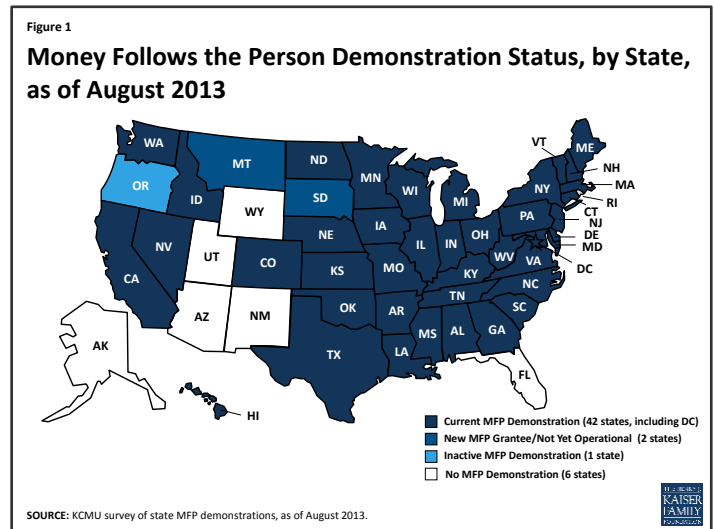 Figure 1
Money Follows the Person Demonstration Status, by State,
as of August 2013
WA
MT
ND
MN
VT
ME
OR
ID
WY
SD
WI
MI
NY
NH
MA
RI
CT
NJ
DE
MD
DC
NV
UT
CO
NE
IA
IL
IN
OH
PA
WV
VA
CA
KS
MO
KY
NC
AZ
NM
OK
AR
TN
SC
TX
LA
MS
AL
GA
AK
HI
FL
Current MFP Demonstration (42 states, including DC)
New MFP Grantee/Not Yet Operational (2 states)
Inactive MFP Demonstration (1 state)
No MFP Demonstration (6 states)
SOURCE: KCMU survey of state MFP demonstrations, as of August 2013.
THE HENRY J.
KAISER
FAMILY
FOUNDATION